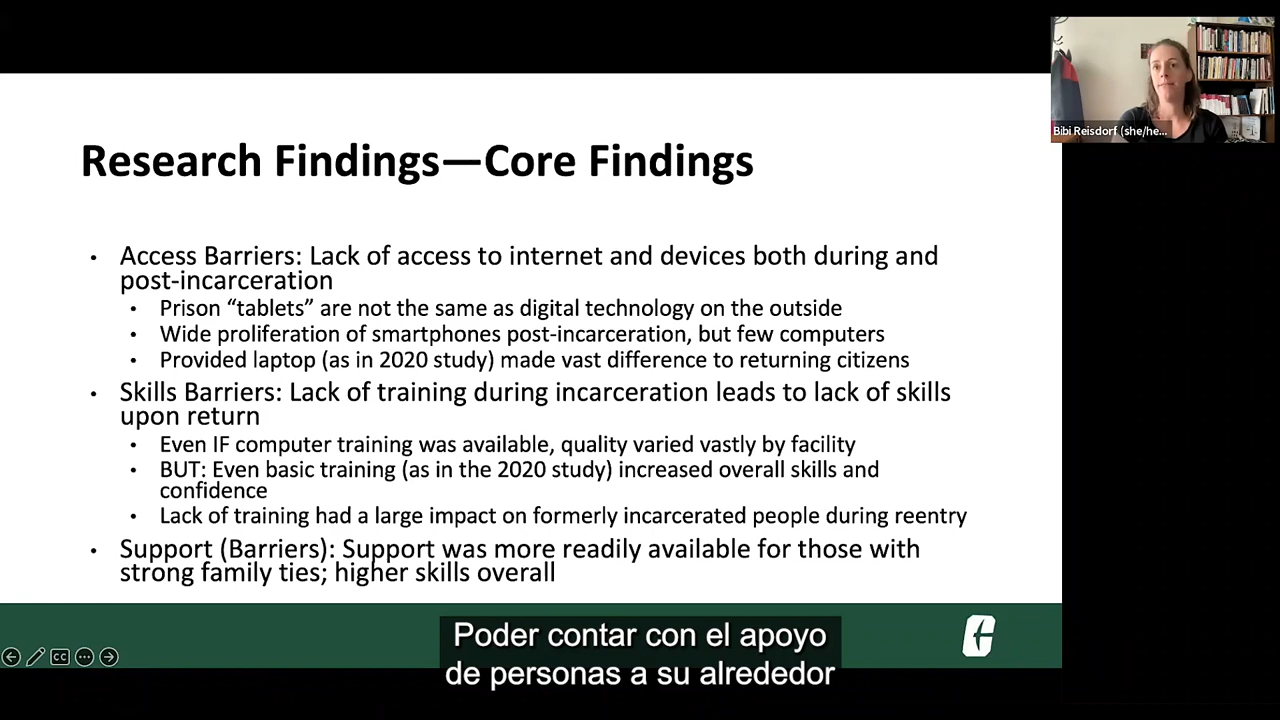 Bibi Reisdorf (she/he...
Research Findings—Core Findings
• Access Barriers: Lack of access to internet and devices both during and
post-incarceration
• Prison “tablets” are not the same as digital technology on the outside
• Wide proliferation of smartphones post-incarceration, but few computers
• Provided laptop (as in 2020 study) made vast difference to returning citizens
• Skills Barriers: Lack of training during incarceration leads to lack of skills
upon return
• Even IF computer training was available, quality varied vastly by facility
• BUT: Even basic training (as in the 2020 study) increased overall skills and
confidence
• Lack of training had a large impact on formerly incarcerated people during reentry
• Support (Barriers): Support was more readily available for those with
strong family ties; higher skills overall
CC
Poder contar con el apoyo
de personas a su alrededor